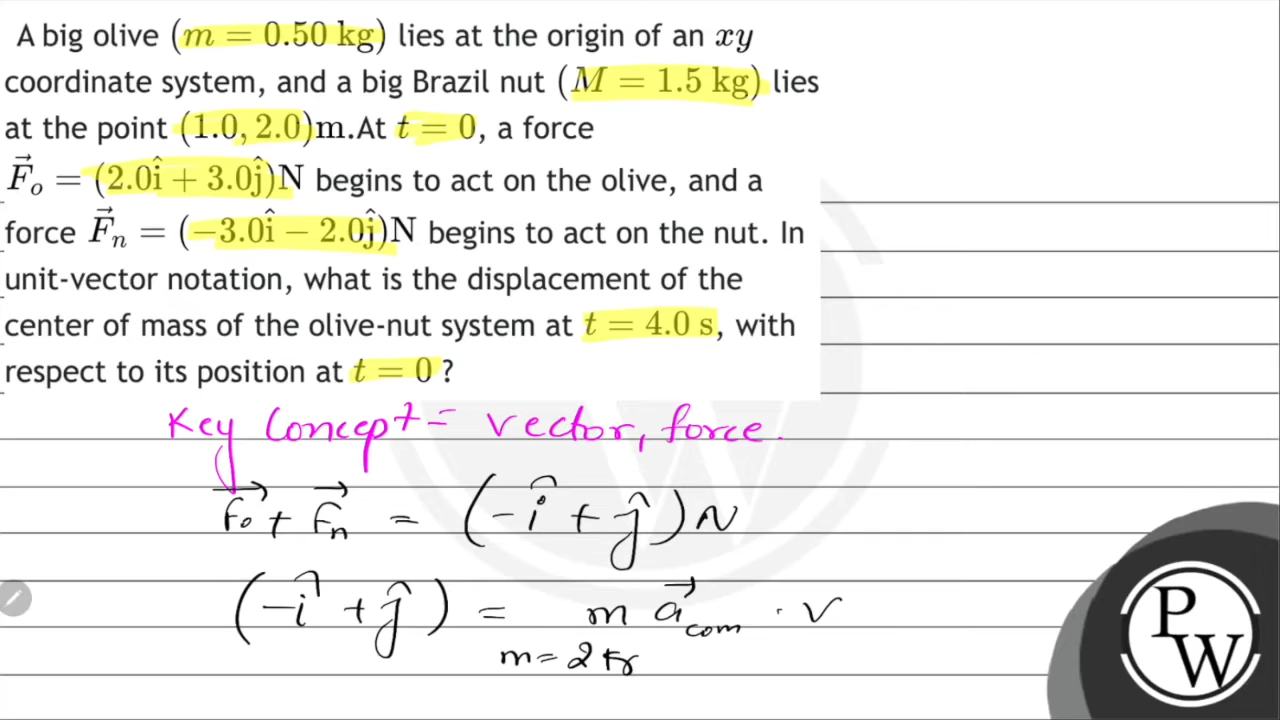 A big olive (m = 0.50 kg) lies at the origin of an xy
coordinate system, and a big Brazil nut (M = 1.5 kg) lies
at the point (1.0, 2.0)m.At t = 0, a force
F⃗ₒ = (2.0î + 3.0ĵ)N begins to act on the olive, and a
force F⃗ₙ = (−3.0î − 2.0ĵ)N begins to act on the nut. In
unit-vector notation, what is the displacement of the
center of mass of the olive-nut system at t = 4.0 s, with
respect to its position at t = 0 ?
Key Concept = vector, force.
F⃗ₒ + F⃗ₙ = (-î + ĵ) N
(-î + ĵ) = m a⃗com .
m = 2 kg
PW